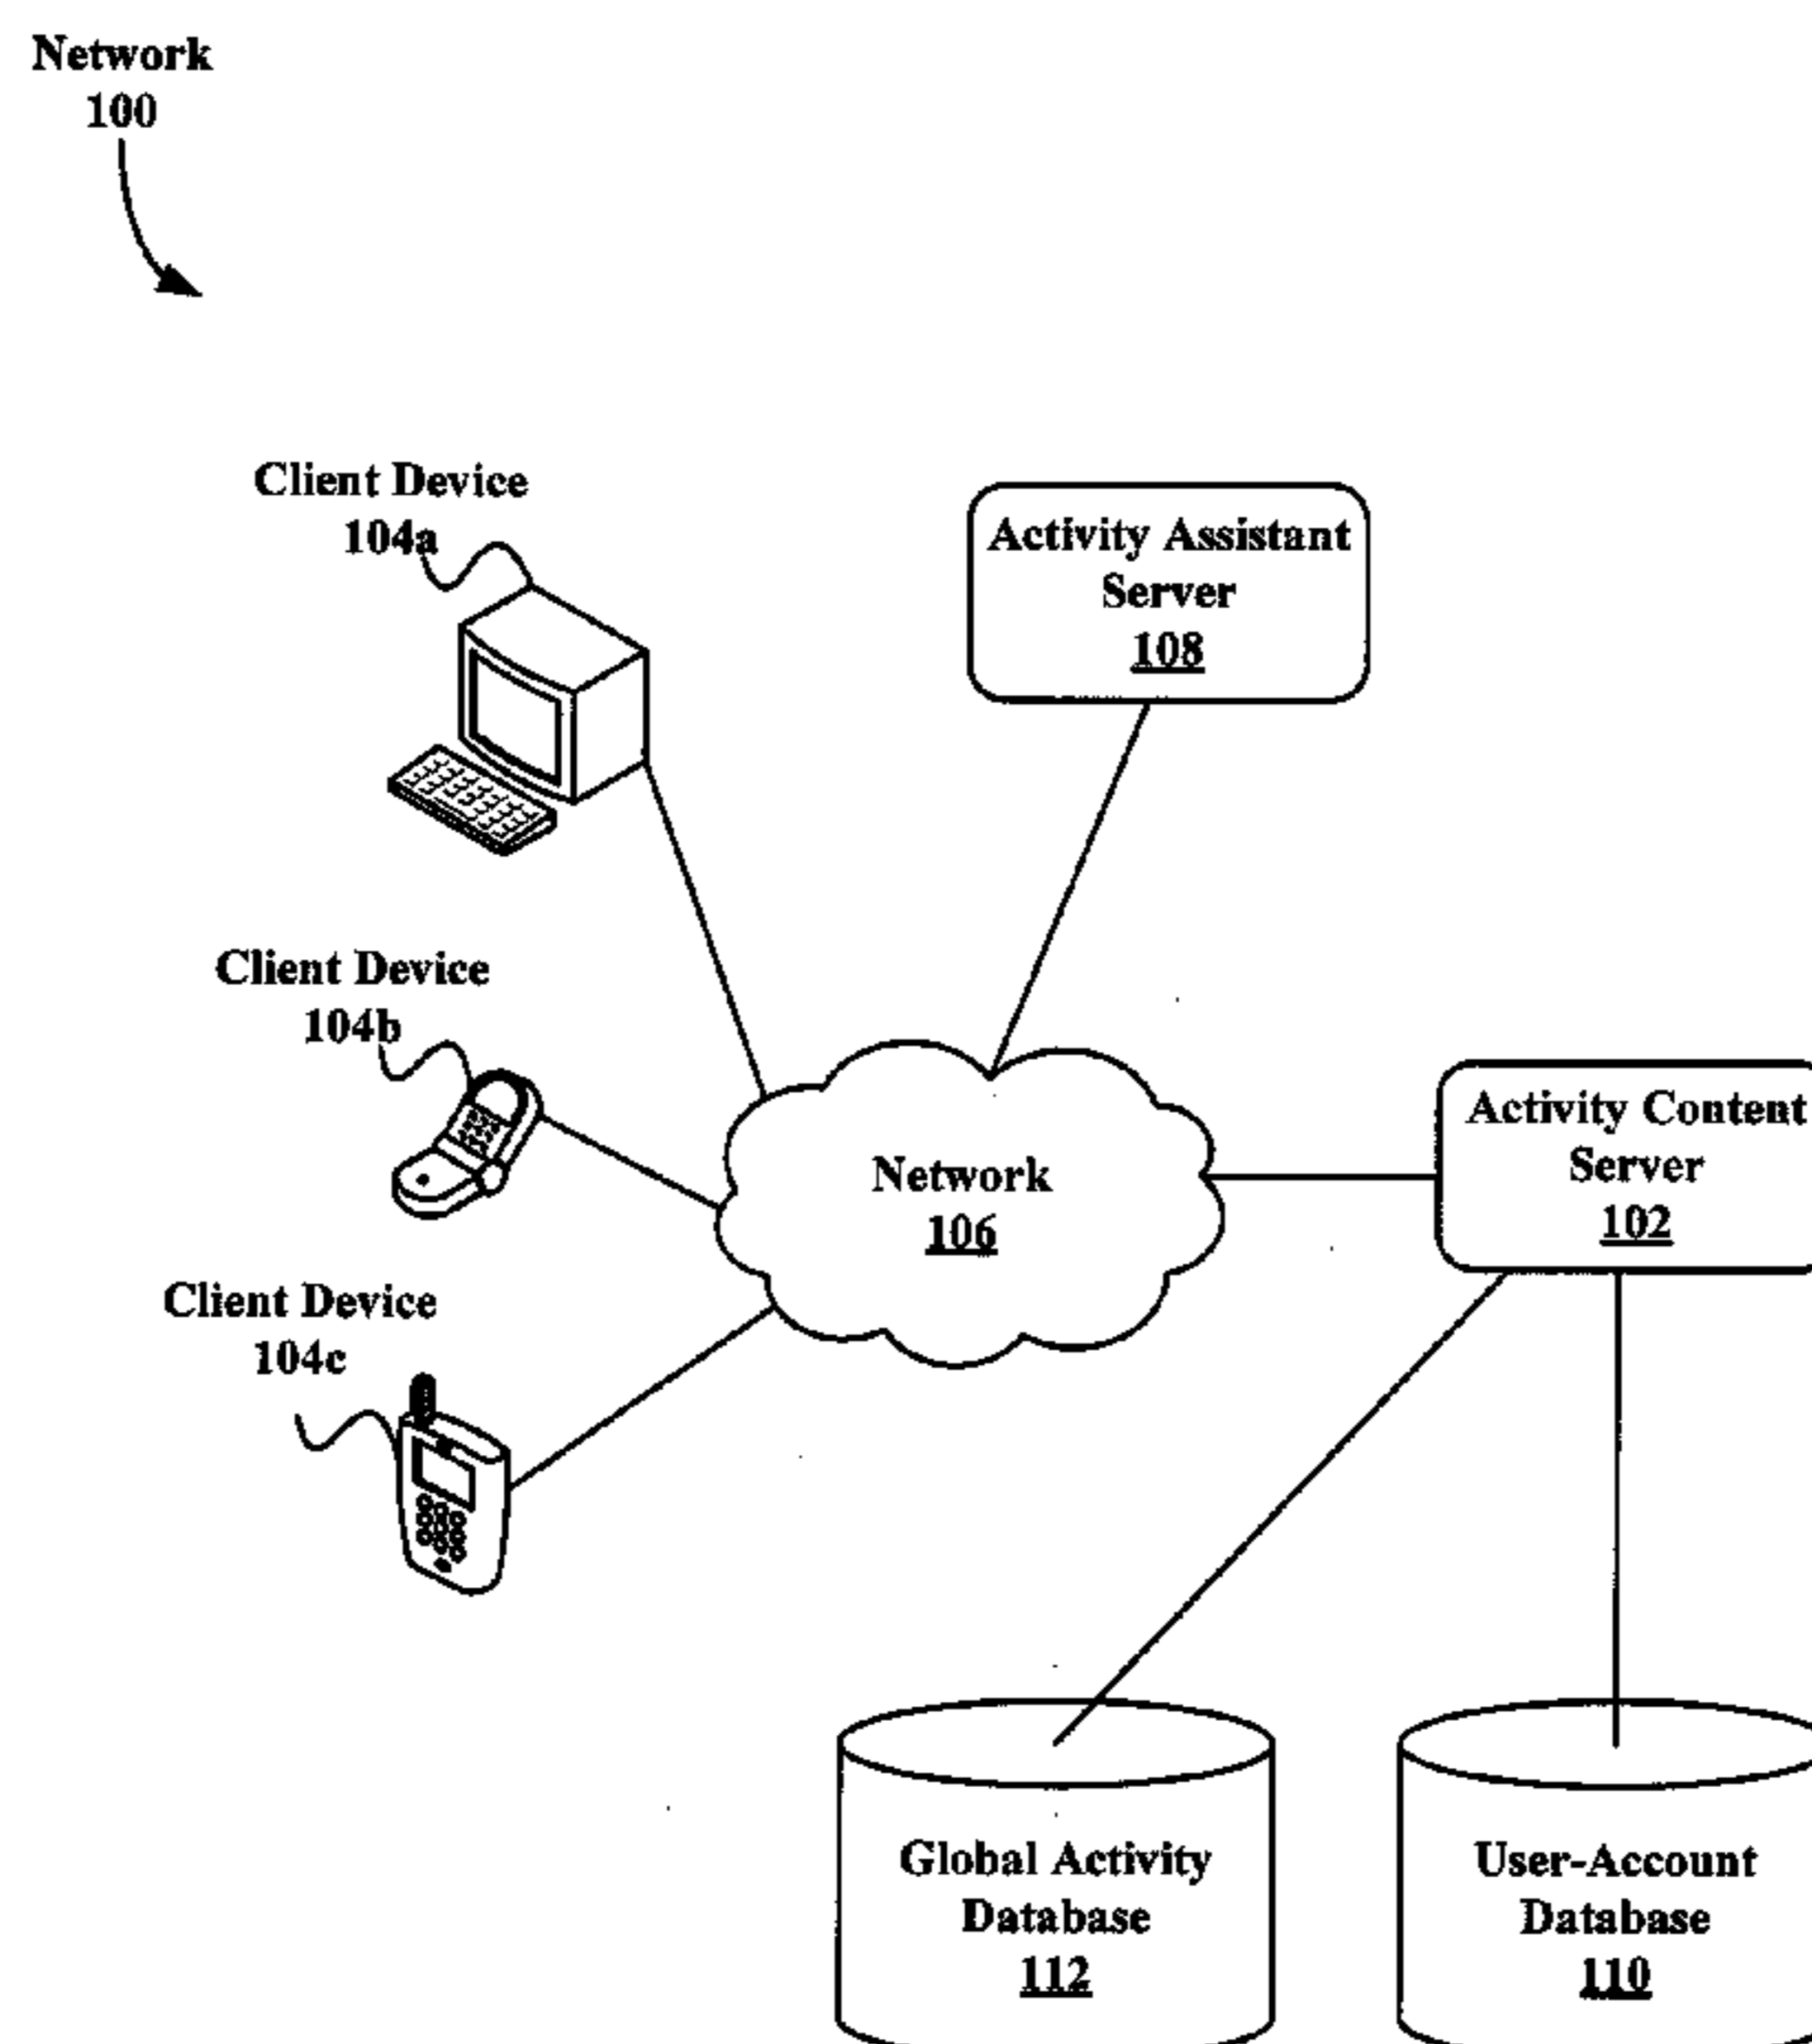 Network
100
Client Device
104a
Activity Assistant
Server
108
Client Device
104b
Network
106
Activity Content
Server
102
Client Device
104c
Global Activity
Database
112
User-Account
Database
110